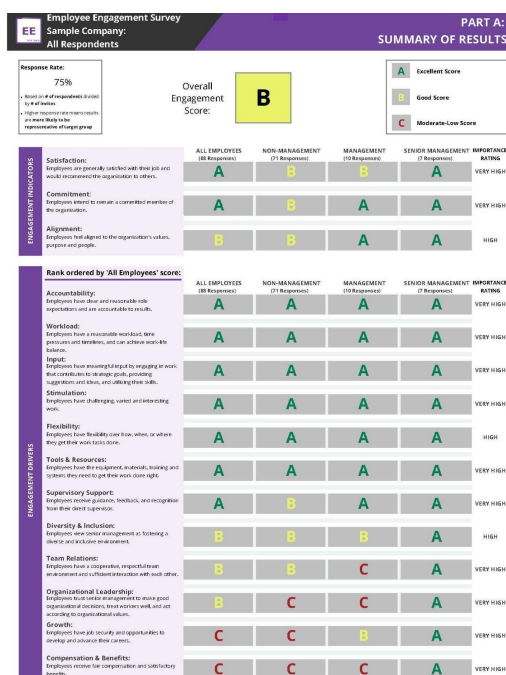 EE
Employee Engagement Survey
Sample Company:
All Respondents
PART A:
SUMMARY OF RESULTS
Response Rate:
75%
• Based on # of respondents divided
by # of invites
• Higher response rate means results
are more likely to be
representative of target group
Overall
Engagement
Score:
B
A Excellent Score
B Good Score
C Moderate-Low Score
ENGAGEMENT INDICATORS
ALL EMPLOYEES NON-MANAGEMENT MANAGEMENT SENIOR MANAGEMENT IMPORTANCE
(88 Responses) (71 Responses) (10 Responses) (7 Responses) RATING
Satisfaction:
Employees are generally satisfied with their job and
would recommend the organisation to others.
A B B A VERY HIGH
Commitment:
Employees intend to remain a committed member of
the organisation.
A B A A VERY HIGH
Alignment:
Employees feel aligned to the organisation's values,
purpose and people.
B B A A HIGH
ENGAGEMENT DRIVERS
Rank ordered by 'All Employees' score:
ALL EMPLOYEES NON-MANAGEMENT MANAGEMENT SENIOR MANAGEMENT IMPORTANCE
(88 Responses) (71 Responses) (10 Responses) (7 Responses) RATING
Accountability:
Employees have clear and reasonable role
expectations and are accountable to results.
A A A A VERY HIGH
Workload:
Employees have a reasonable workload, time
pressures and timelines, and can achieve work-life
balance.
A A A A VERY HIGH
Input:
Employees have meaningful input by engaging in work
that contributes to strategic goals, providing
suggestions and ideas, and utilising their skills.
A A A A VERY HIGH
Stimulation:
Employees have challenging, varied and interesting
work.
A A A A VERY HIGH
Flexibility:
Employees have flexibility over how, when, or where
they get their work tasks done.
A A A A HIGH
Tools & Resources:
Employees have the equipment, materials, training and
systems they need to get their work done right.
A A A A VERY HIGH
Supervisory Support:
Employees receive guidance, feedback, and recognition
from their direct supervisor.
A B A A VERY HIGH
Diversity & Inclusion:
Employees view senior management as fostering a
diverse and inclusive environment.
B B B A HIGH
Team Relations:
Employees have a cooperative, respectful team
environment and sufficient interaction with each other.
B B C A VERY HIGH
Organizational Leadership:
Employees trust senior management to make good
organisational decisions, treat workers well, and act
according to organisational values.
B C C A VERY HIGH
Growth:
Employees have job security and opportunities to
develop and advance their careers.
C C B A VERY HIGH
Compensation & Benefits:
Employees receive fair compensation and satisfactory
benefits.
C C C A VERY HIGH